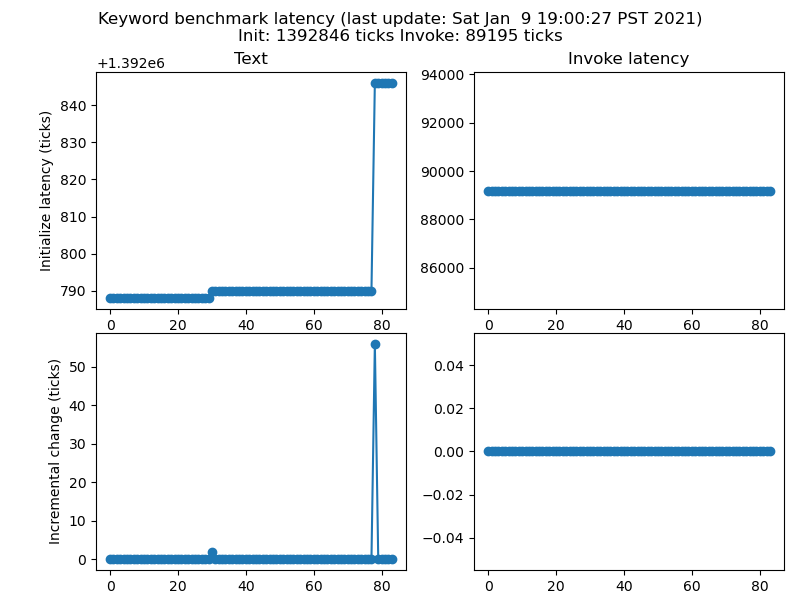 Keyword benchmark latency (last update: Sat Jan  9 19:00:27 PST 2021)
Init: 1392846 ticks Invoke: 89195 ticks
Text
+1.392e6
Initialize latency (ticks)
840
830
820
810
800
790
0 20 40 60 80
Invoke latency
94000
92000
90000
88000
86000
0 20 40 60 80
Incremental change (ticks)
50
40
30
20
10
0
0 20 40 60 80
0.04
0.02
0.00
−0.02
−0.04
0 20 40 60 80